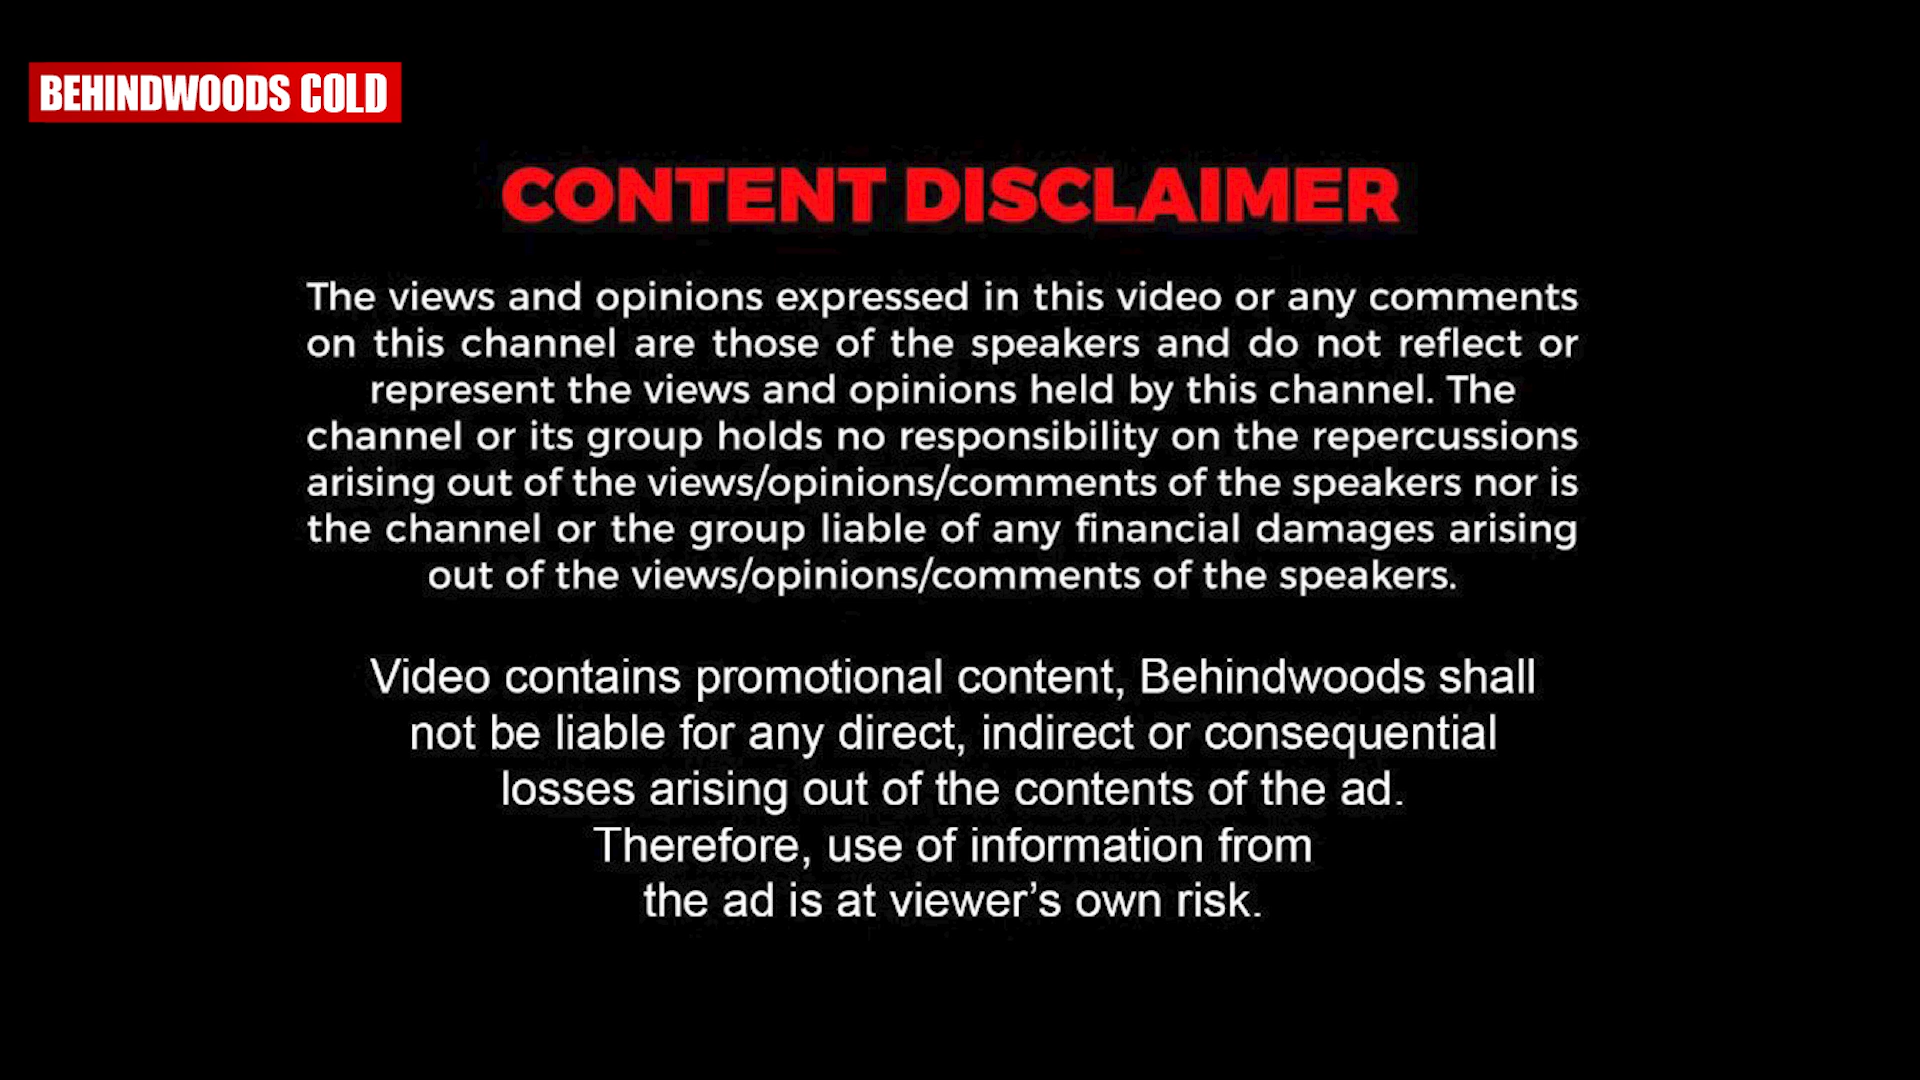 BEHINDWOODS COLD
CONTENT DISCLAIMER
The views and opinions expressed in this video or any comments
on this channel are those of the speakers and do not reflect or
represent the views and opinions held by this channel. The
channel or its group holds no responsibility on the repercussions
arising out of the views/opinions/comments of the speakers nor is
the channel or the group liable of any financial damages arising
out of the views/opinions/comments of the speakers.
Video contains promotional content, Behindwoods shall
not be liable for any direct, indirect or consequential
losses arising out of the contents of the ad.
Therefore, use of information from
the ad is at viewer’s own risk.